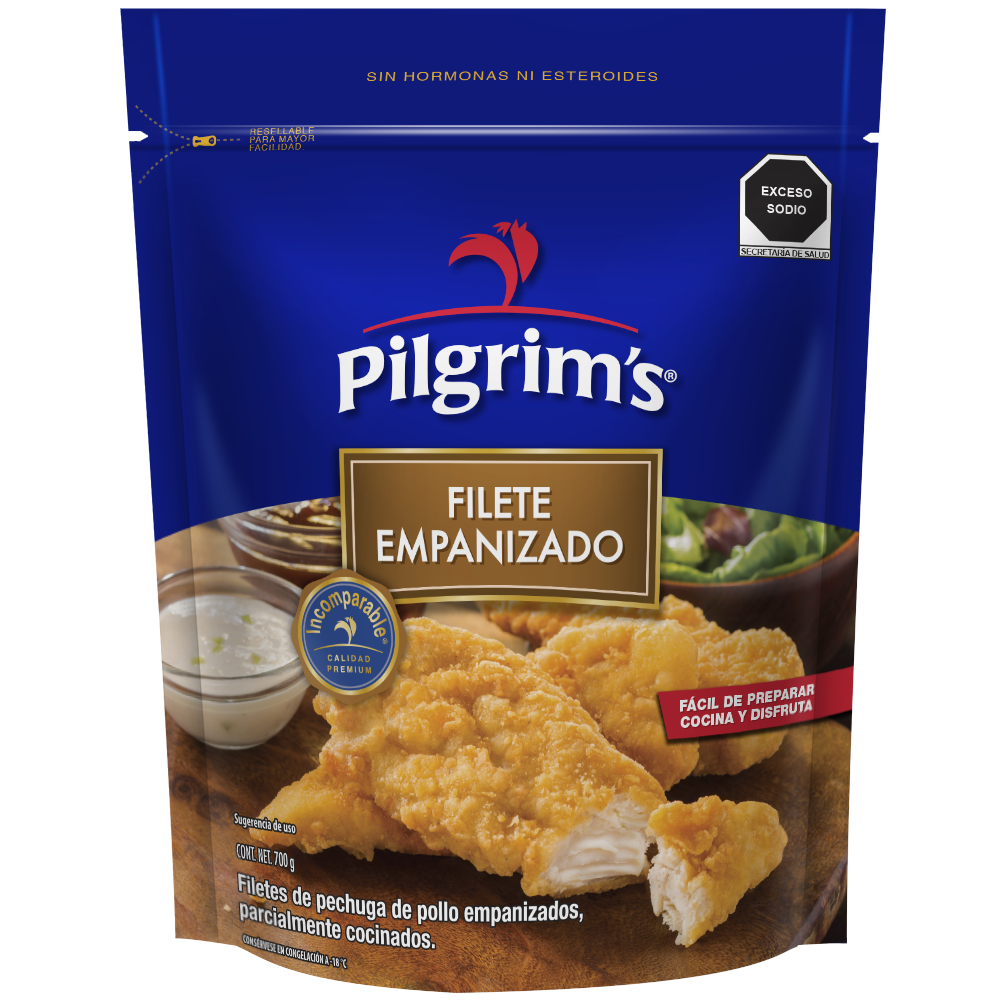 SIN HORMONAS NI ESTEROIDES
RESELLABLE
PARA MAYOR
FACILIDAD.
EXCESO
SODIO
SECRETARÍA DE SALUD
Pilgrim's®
FILETE
EMPANIZADO
Incomparable®
CALIDAD
PREMIUM
FÁCIL DE PREPARAR
COCINA Y DISFRUTA
Sugerencia de uso
CONT. NET. 700 g
Filetes de pechuga de pollo empanizados,
parcialmente cocinados.
CONSÉRVESE EN CONGELACIÓN A -18 °C